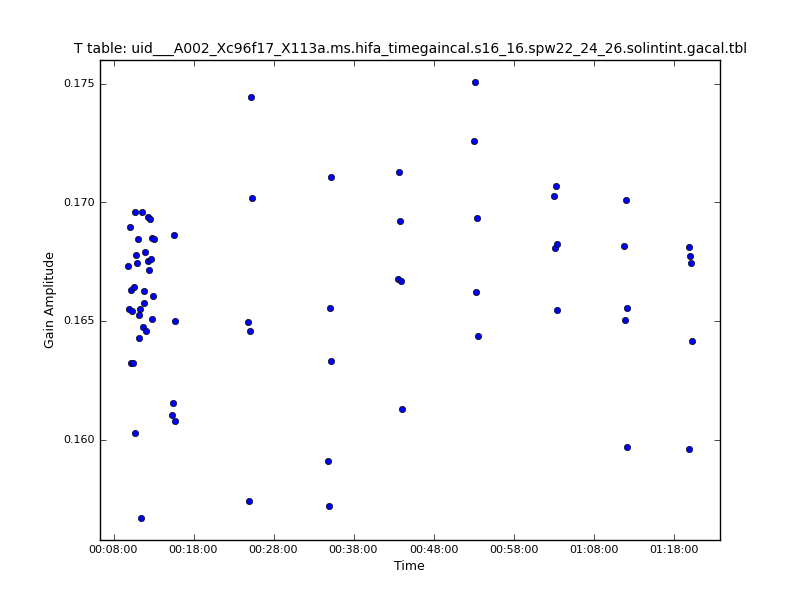 T table: uid___A002_Xc96f17_X113a.ms.hifa_timegaincal.s16_16.spw22_24_26.solintint.gacal.tbl
0.175
0.170
0.165
0.160
Gain Amplitude
00:08:00 00:18:00 00:28:00 00:38:00 00:48:00 00:58:00 01:08:00 01:18:00
Time